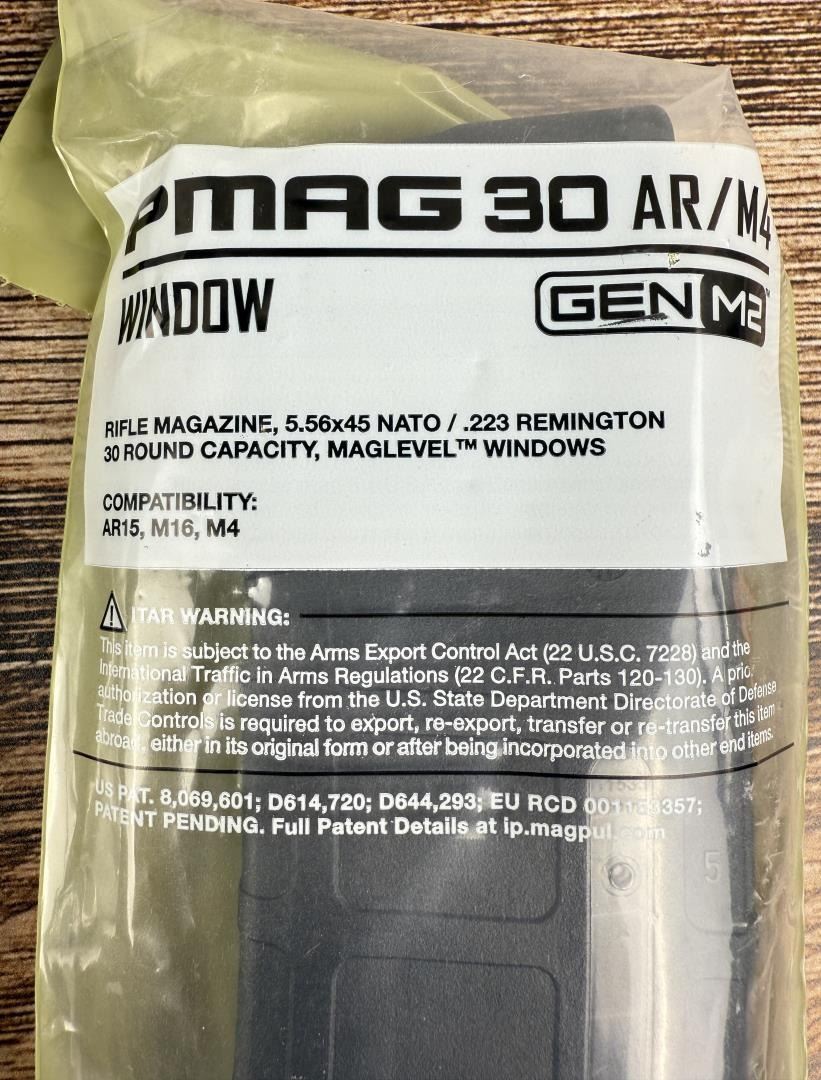 PMAG 30 AR/M4
WINDOW
GEN M2™
RIFLE MAGAZINE, 5.56x45 NATO / .223 REMINGTON
30 ROUND CAPACITY, MAGLEVEL™ WINDOWS
COMPATIBILITY:
AR15, M16, M4
ITAR WARNING:
This item is subject to the Arms Export Control Act (22 U.S.C. 7228) and the
International Traffic in Arms Regulations (22 C.F.R. Parts 120-130). A prior
authorization or license from the U.S. State Department Directorate of Defense
Trade Controls is required to export, re-export, transfer or re-transfer this item
abroad, either in its original form or after being incorporated into other end items.
US PAT. 8,069,601; D614,720; D644,293; EU RCD
PATENT PENDING. Full Patent Details at ip.magpul.com
5